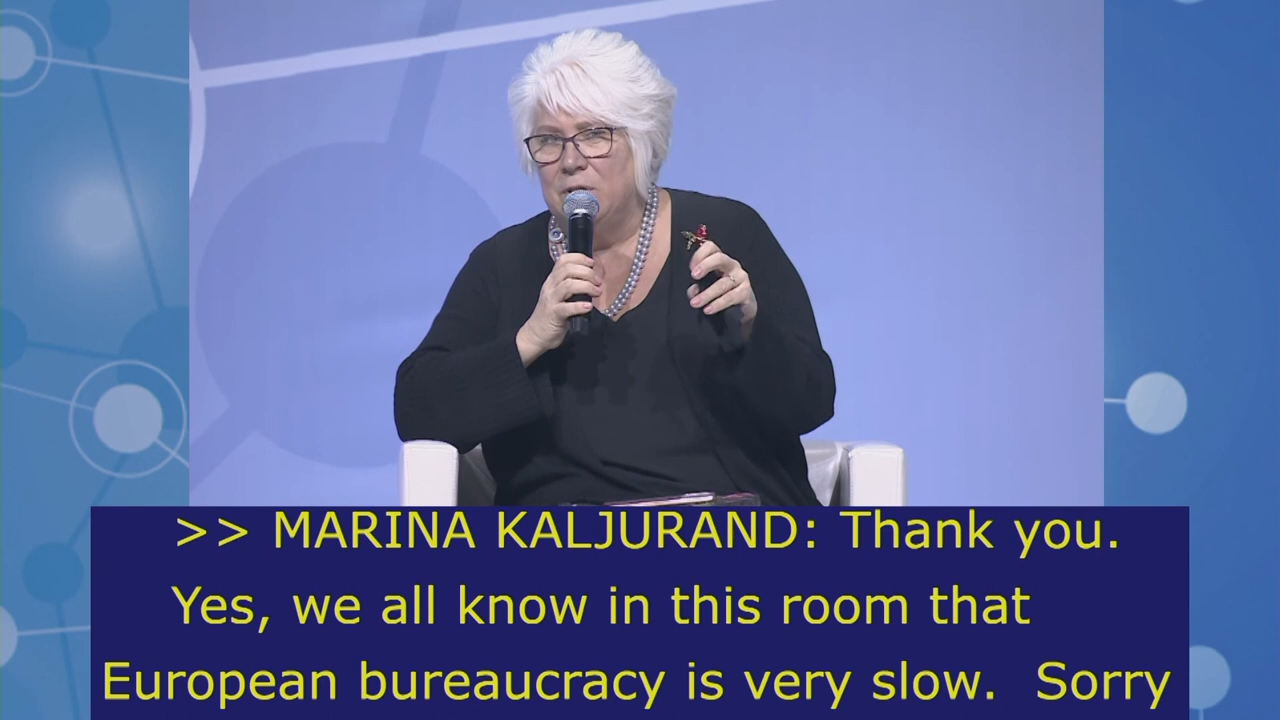 >> MARINA KALJURAND: Thank you.
Yes, we all know in this room that
European bureaucracy is very slow.  Sorry